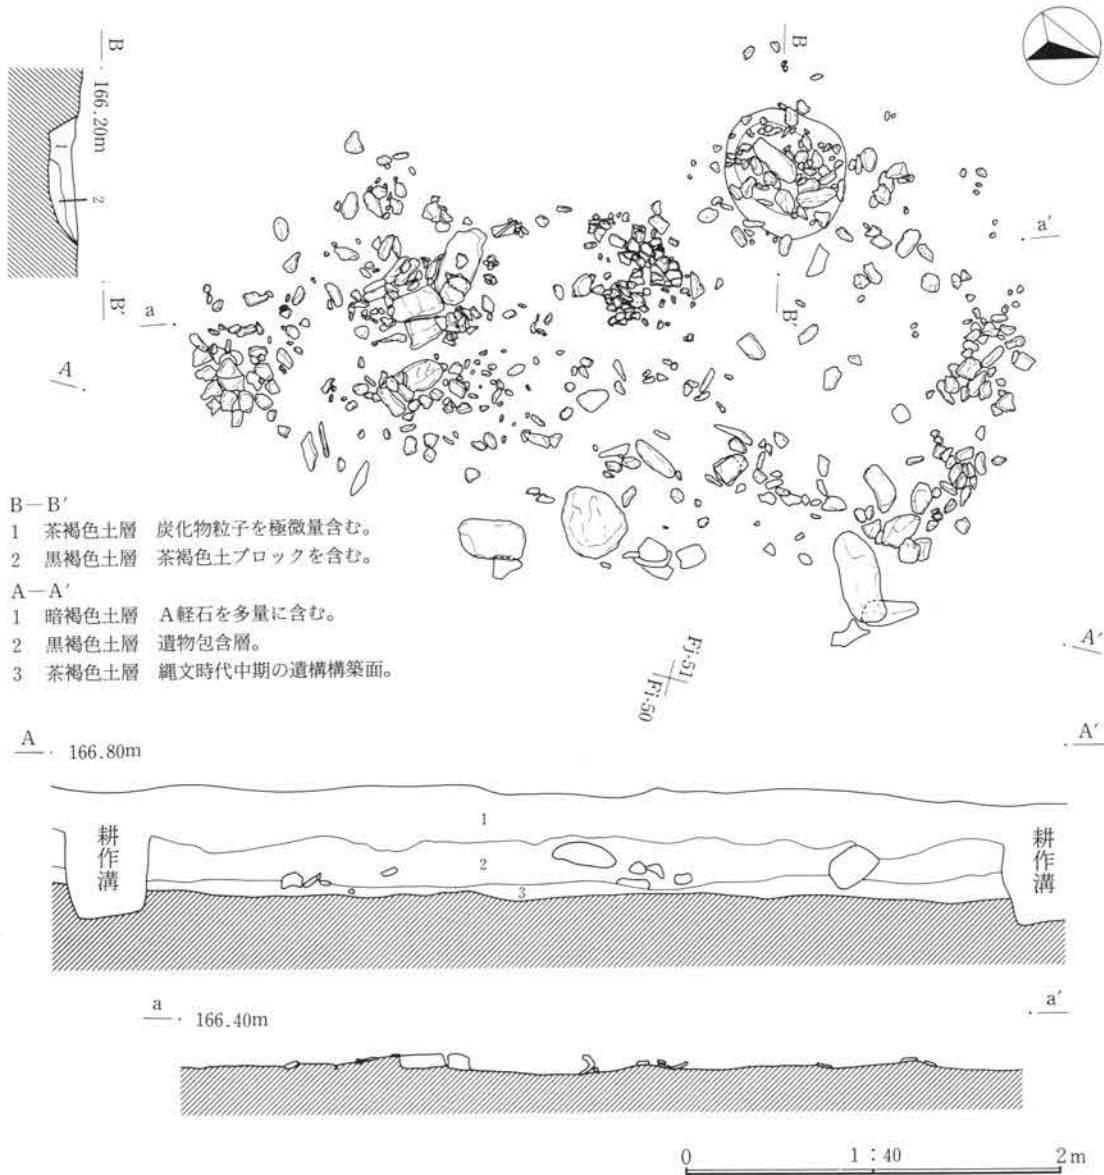 B
166.20m
1
2
B′
B
B′
a
a′
A
A′
B－B′
1 茶褐色土層 炭化物粒子を極微量含む。
2 黒褐色土層 茶褐色土ブロックを含む。
A－A′
1 暗褐色土層 A軽石を多量に含む。
2 黒褐色土層 遺物包含層。
3 茶褐色土層 縄文時代中期の遺構構築面。
Fj-51
Fi-50
A 166.80m
A′
耕作溝
1
2
3
耕作溝
a 166.40m
a′
0 1：40 2m